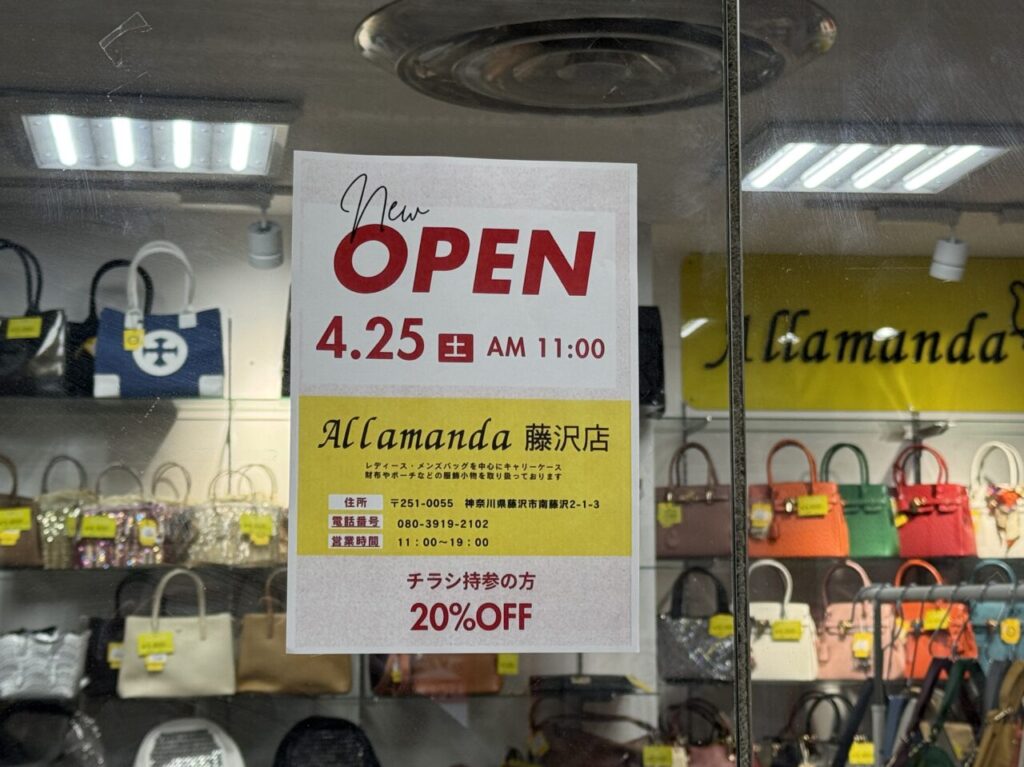 New
OPEN
4.25 土 AM 11:00
Allamanda 藤沢店
レディース・メンズバッグを中心にキャリーケース
財布やポーチなどの服飾小物を取り扱っております
住所 〒251-0055 神奈川県藤沢市南藤沢2-1-3
電話番号 080-3919-2102
営業時間 11:00~19:00
チラシ持参の方
20%OFF
Allamanda